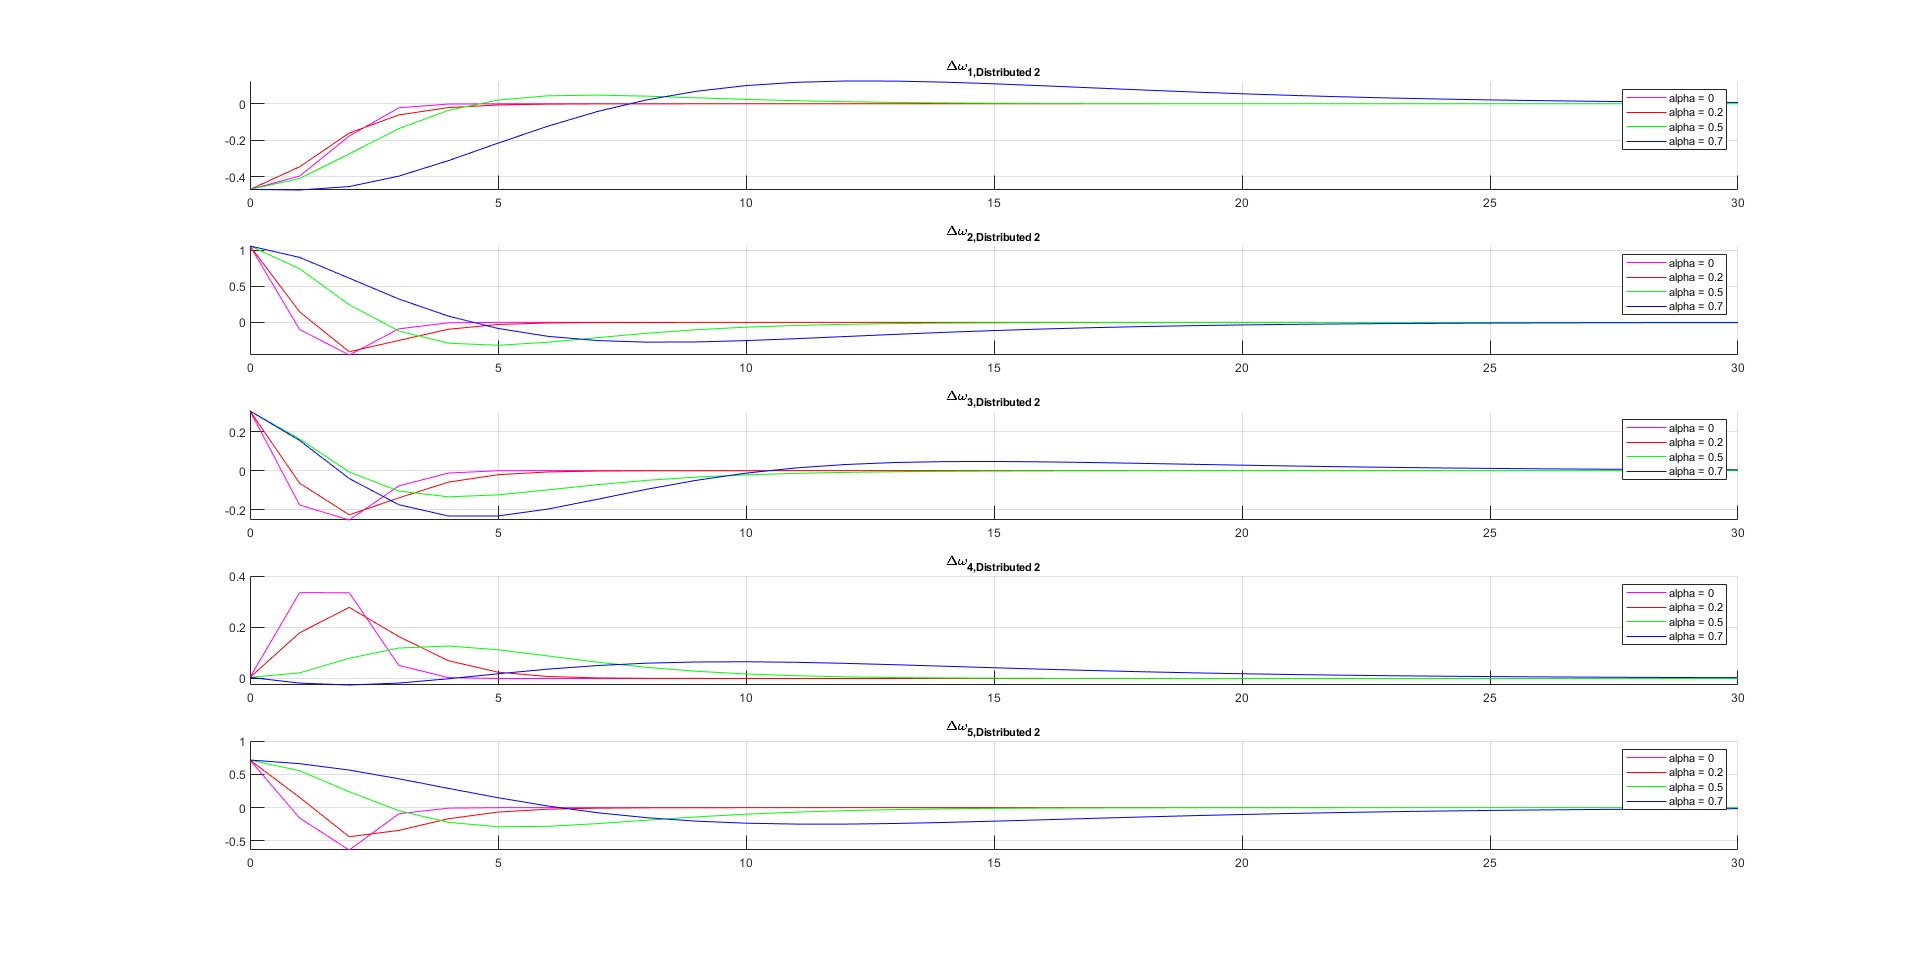 Δω1,Distributed 2
0
-0.2
-0.4
alpha = 0
alpha = 0.2
alpha = 0.5
alpha = 0.7
0 5 10 15 20 25 30
Δω2,Distributed 2
1
0.5
0
alpha = 0
alpha = 0.2
alpha = 0.5
alpha = 0.7
0 5 10 15 20 25 30
Δω3,Distributed 2
0.2
0
-0.2
alpha = 0
alpha = 0.2
alpha = 0.5
alpha = 0.7
0 5 10 15 20 25 30
Δω4,Distributed 2
0.4
0.2
0
alpha = 0
alpha = 0.2
alpha = 0.5
alpha = 0.7
0 5 10 15 20 25 30
Δω5,Distributed 2
1
0.5
0
-0.5
alpha = 0
alpha = 0.2
alpha = 0.5
alpha = 0.7
0 5 10 15 20 25 30